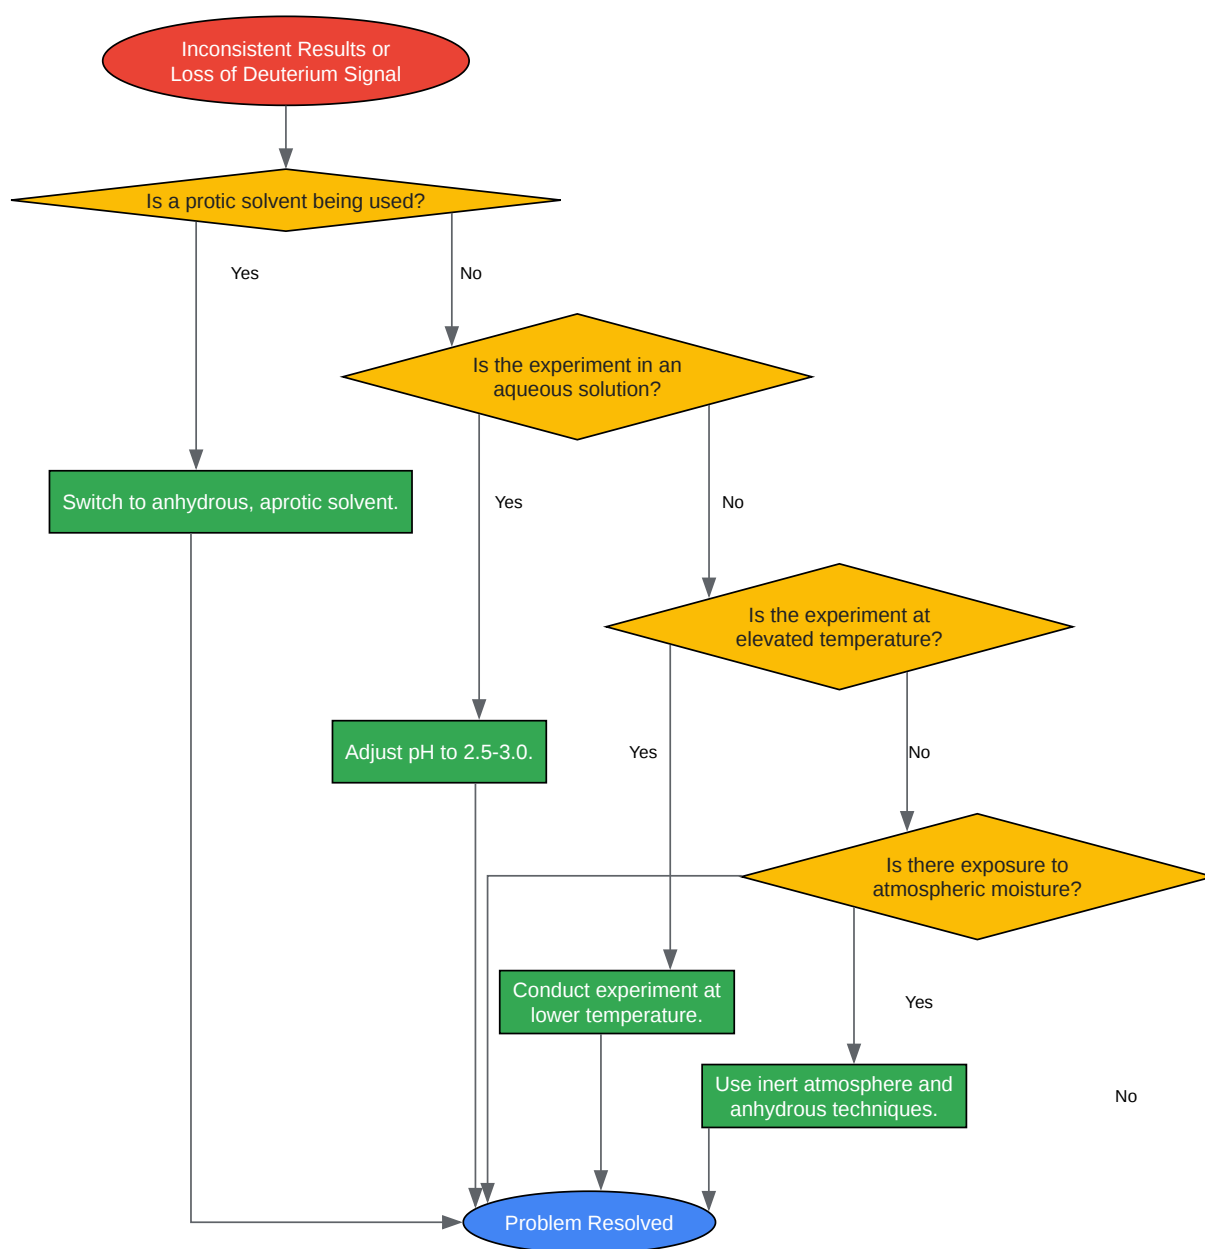 Inconsistent Results or
Loss of Deuterium Signal
Is a protic solvent being used?
Yes
No
Is the experiment in an
aqueous solution?
Switch to anhydrous, aprotic solvent.
Yes
No
Is the experiment at
elevated temperature?
Adjust pH to 2.5-3.0.
Yes
No
Is there exposure to
atmospheric moisture?
Conduct experiment at
lower temperature.
Yes
Use inert atmosphere and
anhydrous techniques.
No
Problem Resolved